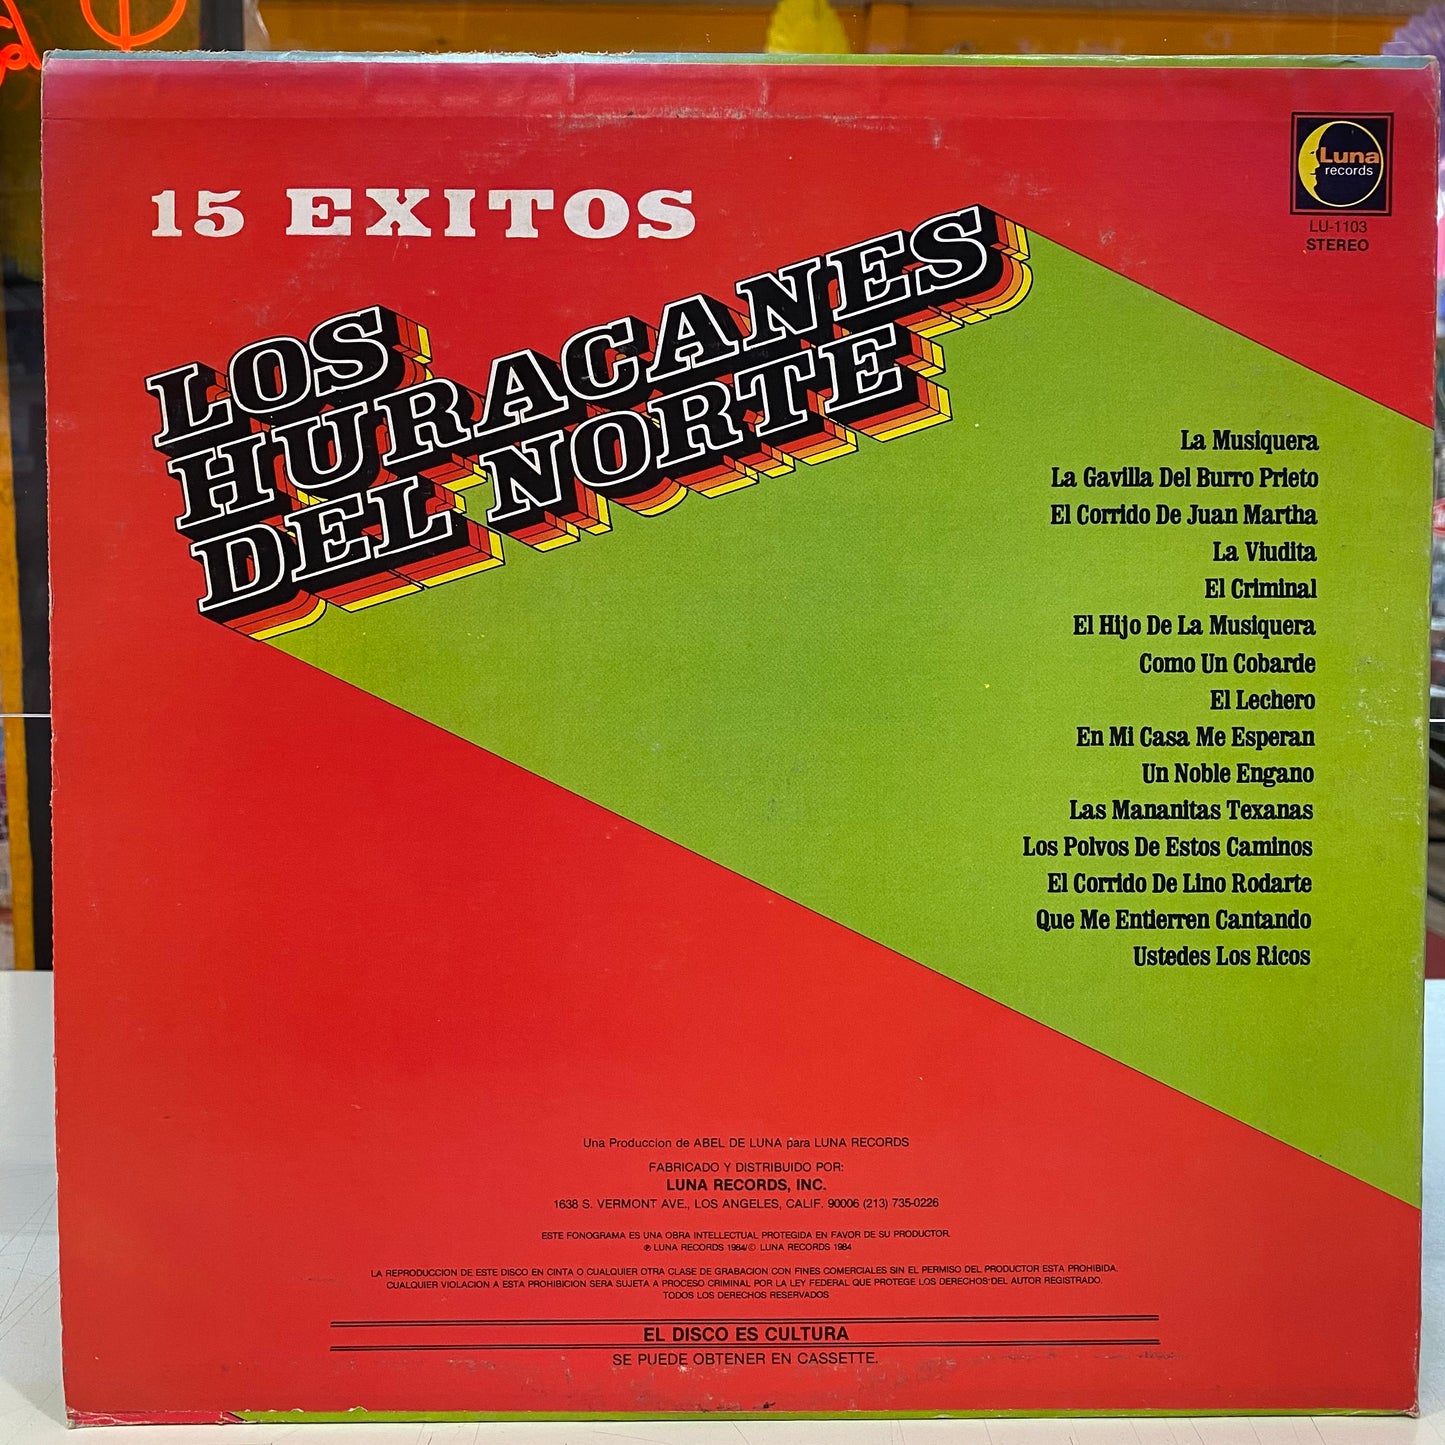 15 EXITOS
LOS
HURACANES
DEL NORTE
Luna
records
LU-1103
STEREO
La Musiquera
La Gavilla Del Burro Prieto
El Corrido De Juan Martha
La Viudita
El Criminal
El Hijo De La Musiquera
Como Un Cobarde
El Lechero
En Mi Casa Me Esperan
Un Noble Engano
Las Mananitas Texanas
Los Polvos De Estos Caminos
El Corrido De Lino Rodarte
Que Me Entierren Cantando
Ustedes Los Ricos
Una Produccion de ABEL DE LUNA para LUNA RECORDS
FABRICADO Y DISTRIBUIDO POR:
LUNA RECORDS, INC.
1638 S. VERMONT AVE., LOS ANGELES, CALIF. 90006 (213) 735-0226
ESTE FONOGRAMA ES UNA OBRA INTELLECTUAL PROTEGIDA EN FAVOR DE SU PRODUCTOR.
℗ LUNA RECORDS 1984/© LUNA RECORDS 1984
LA REPRODUCCION DE ESTE DISCO EN CINTA O CUALQUIER OTRA CLASE DE GRABACION CON FINES COMERCIALES SIN EL PERMISO DEL PRODUCTOR ESTA PROHIBIDA.
CUALQUIER VIOLACION A ESTA PROHIBICION SERA SUJETA A PROCESO CRIMINAL POR LA LEY FEDERAL QUE PROTEGE LOS DERECHOS DEL AUTOR REGISTRADO.
TODOS LOS DERECHOS RESERVADOS
EL DISCO ES CULTURA
SE PUEDE OBTENER EN CASSETTE.